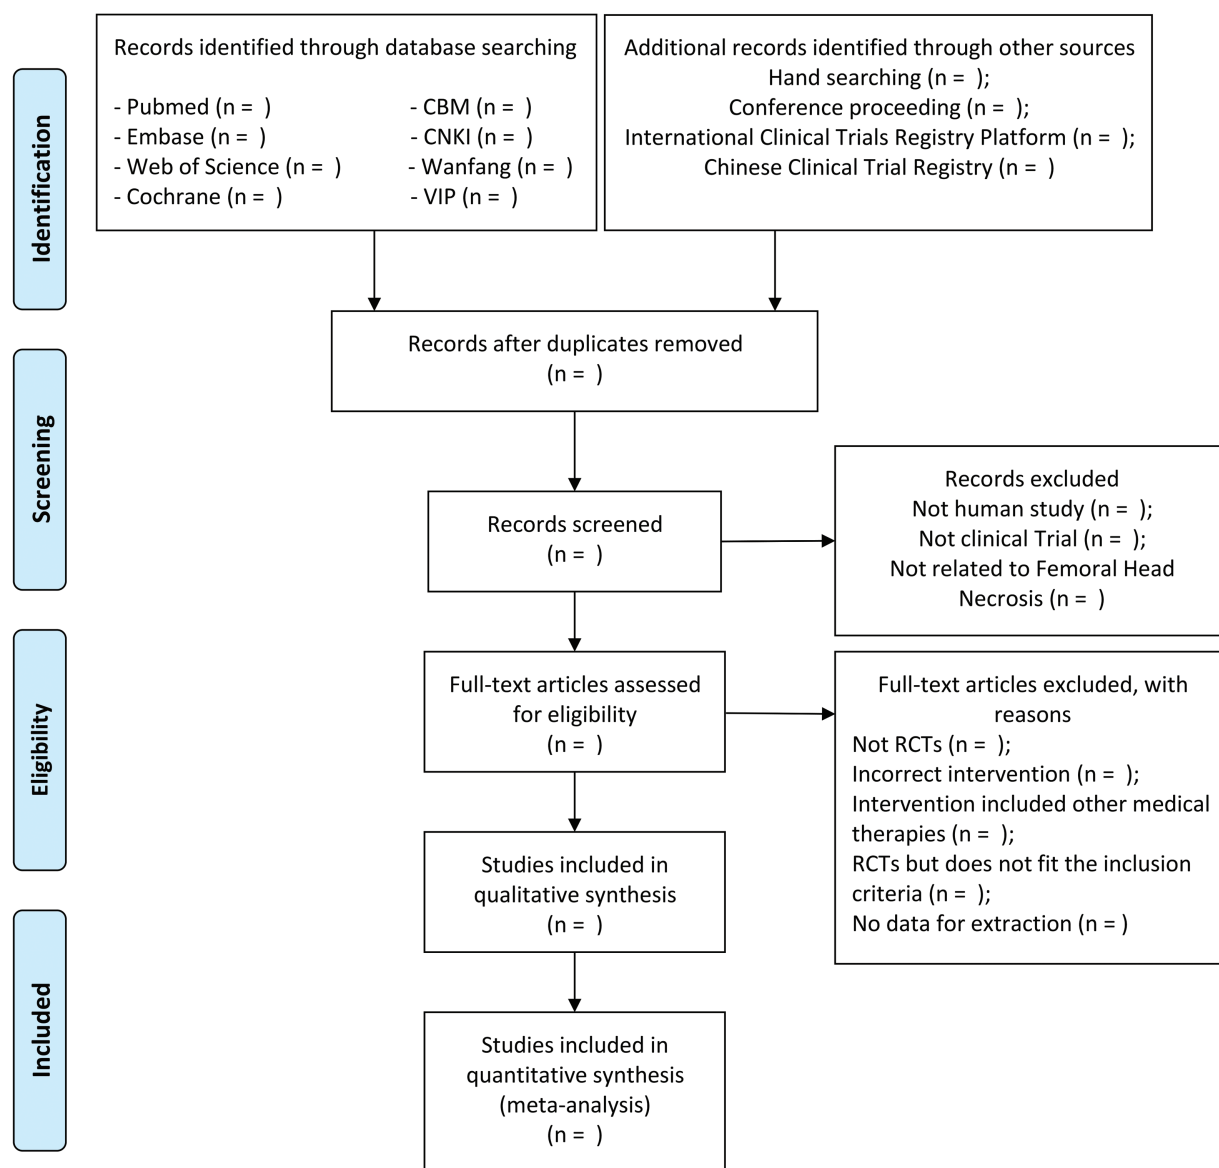 Identification
Records identified through database searching
- Pubmed (n =  )
- Embase (n =  )
- Web of Science (n =  )
- Cochrane (n =  )
- CBM (n =  )
- CNKI (n =  )
- Wanfang (n =  )
- VIP (n =  )
Additional records identified through other sources
Hand searching (n =  );
Conference proceeding (n =  );
International Clinical Trials Registry Platform (n =  );
Chinese Clinical Trial Registry (n =  )
Records after duplicates removed
(n =  )
Screening
Records screened
(n =  )
Records excluded
Not human study (n =  );
Not clinical Trial (n =  );
Not related to Femoral Head
Necrosis (n =  )
Eligibility
Full-text articles assessed
for eligibility
(n =  )
Full-text articles excluded, with
reasons
Not RCTs (n =  );
Incorrect intervention (n =  );
Intervention included other medical
therapies (n =  );
RCTs but does not fit the inclusion
criteria (n =  );
No data for extraction (n = )
Studies included in
qualitative synthesis
(n =  )
Included
Studies included in
quantitative synthesis
(meta-analysis)
(n =  )